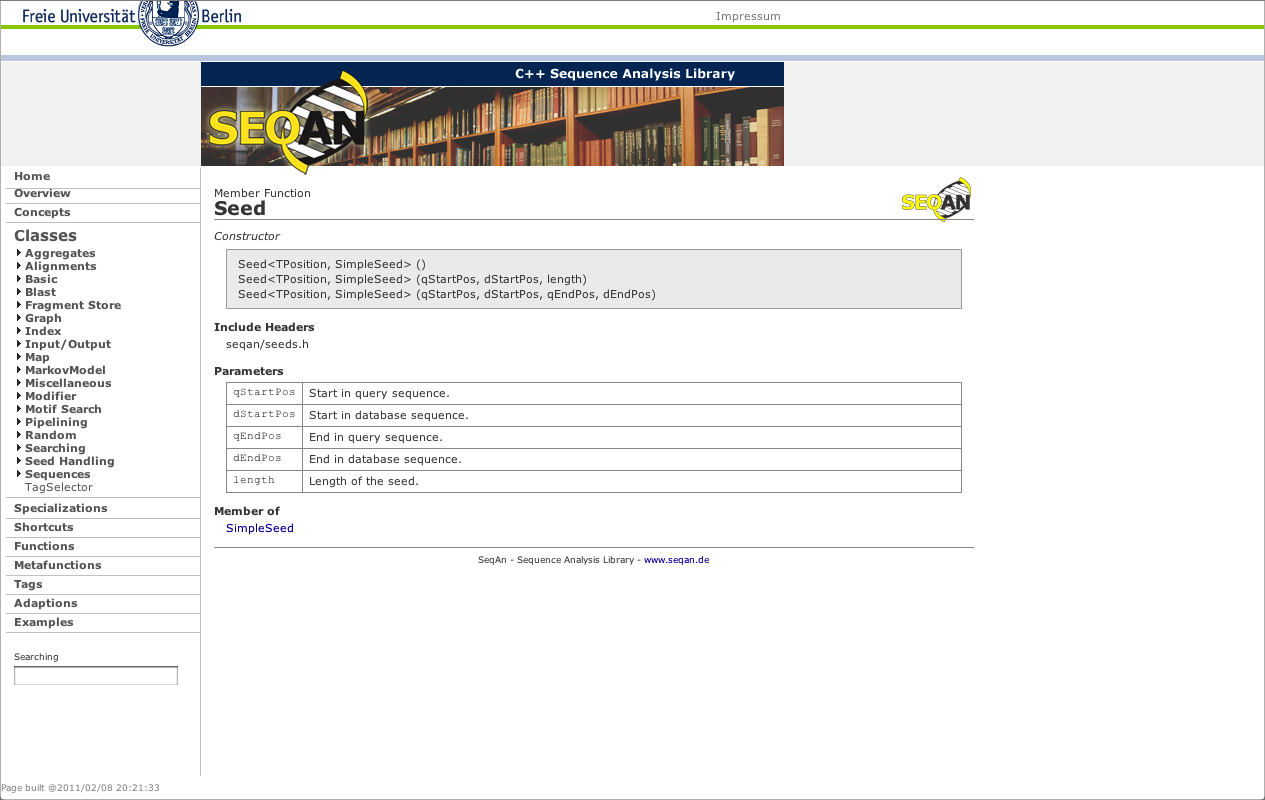 Freie Universität Berlin
Impressum
C++ Sequence Analysis Library
SEQAN
Home
Overview
Concepts
Classes
Aggregates
Alignments
Basic
Blast
Fragment Store
Graph
Index
Input/Output
Map
MarkovModel
Miscellaneous
Modifier
Motif Search
Pipelining
Random
Searching
Seed Handling
Sequences
TagSelector
Specializations
Shortcuts
Functions
Metafunctions
Tags
Adaptions
Examples
Searching
Member Function
Seed
SEQAN
Constructor
Seed<TPosition, SimpleSeed> ()
Seed<TPosition, SimpleSeed> (qStartPos, dStartPos, length)
Seed<TPosition, SimpleSeed> (qStartPos, dStartPos, qEndPos, dEndPos)
Include Headers
seqan/seeds.h
Parameters
qStartPos Start in query sequence.
dStartPos Start in database sequence.
qEndPos End in query sequence.
dEndPos End in database sequence.
length Length of the seed.
Member of
SimpleSeed
SeqAn - Sequence Analysis Library - www.seqan.de
Page built @2011/02/08 20:21:33